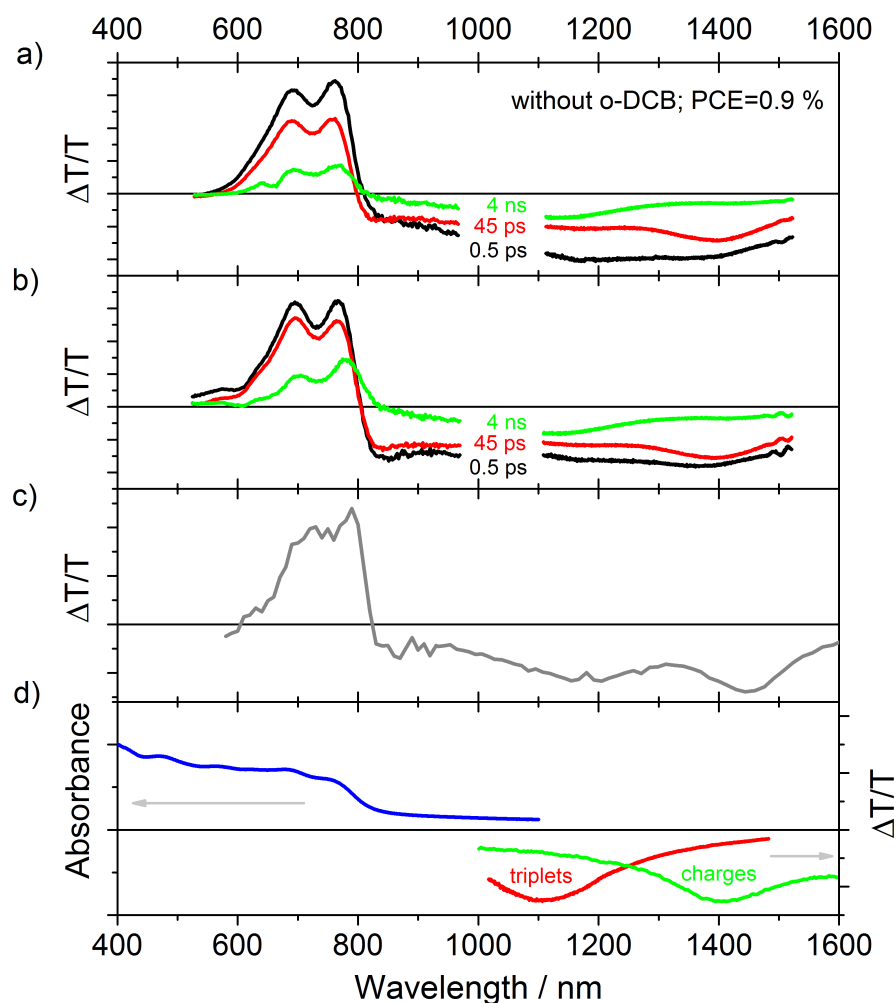 400 600 800 1000 1200 1400 1600
a)
without o-DCB; PCE=0.9 %
ΔT/T
4 ns
45 ps
0.5 ps
b)
ΔT/T
4 ns
45 ps
0.5 ps
c)
ΔT/T
d)
Absorbance
ΔT/T
triplets
charges
400 600 800 1000 1200 1400 1600
Wavelength / nm